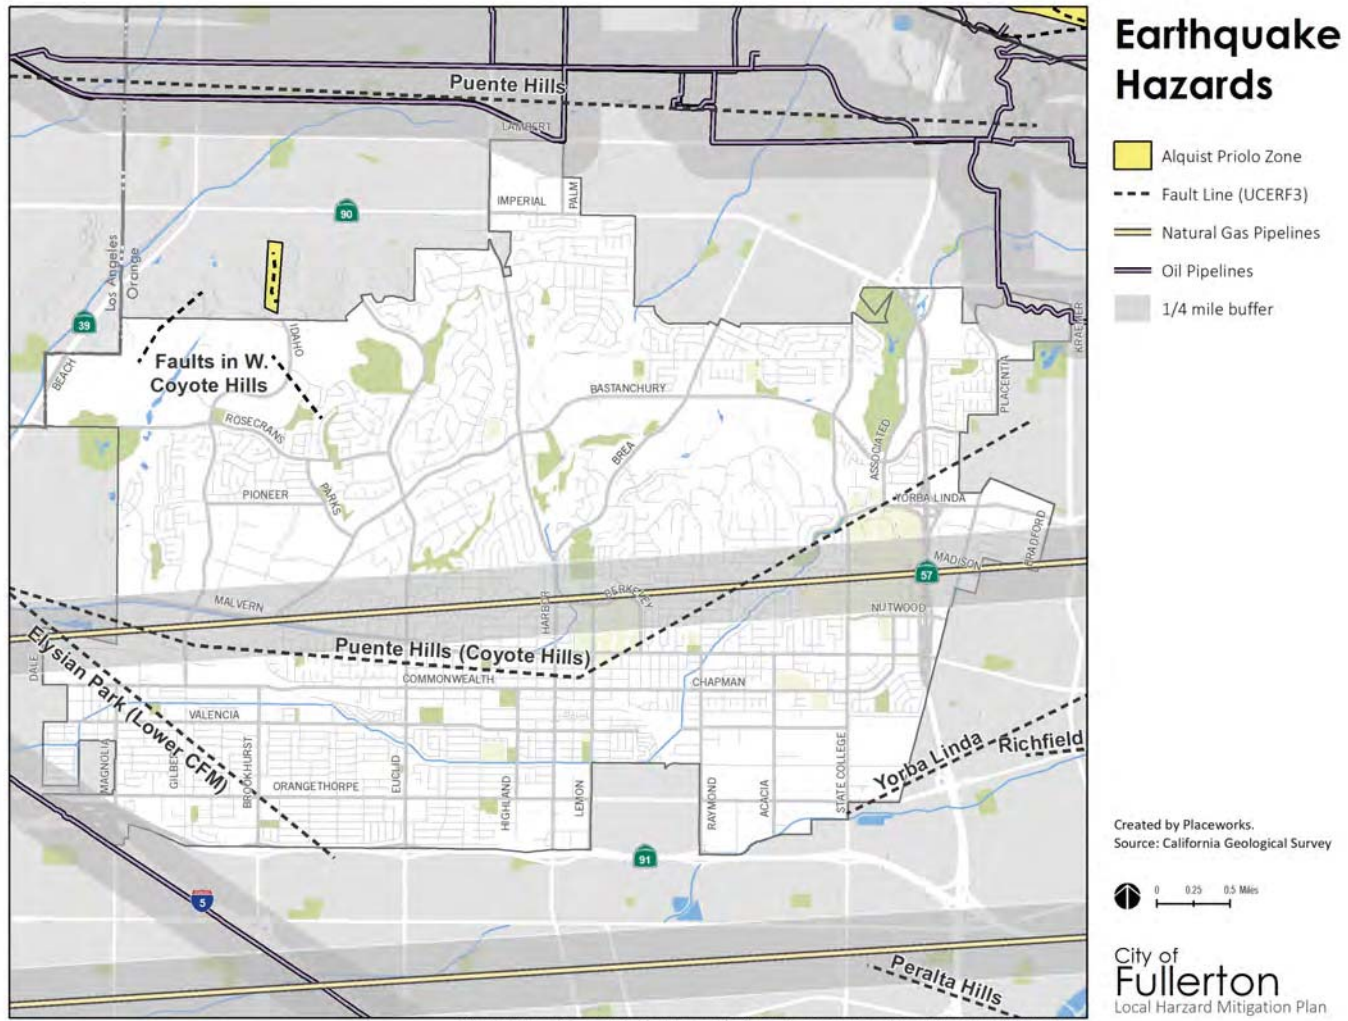 Earthquake
Hazards
Alquist Priolo Zone
Fault Line (UCERF3)
Natural Gas Pipelines
Oil Pipelines
1/4 mile buffer
Puente Hills
LAMBERT
IMPERIAL
PALM
90
Los Angeles
Orange
39
BEACH
IDAHO
Faults in W.
Coyote Hills
KRAEMER
PLACENTIA
BASTANCHURY
ROSECRANS
BREA
ASSOCIATED
PIONEER
PARKS
YORBA LINDA
BRADFORD
MADISON
57
MALVERN
HARBOR
BERKELEY
NUTWOOD
Elysian Park (Lower CFM)
Puente Hills (Coyote Hills)
DALE
COMMONWEALTH
CHAPMAN
VALENCIA
MAGNOLIA
GILBER
BROOKHURST
ORANGETHORPE
EUCLID
HIGHLAND
LEMON
RAYMOND
ACACIA
STATE COLLEGE
Yorba Linda
Richfield
91
5
Peralta Hills
Created by Placeworks.
Source: California Geological Survey
0 0.25 0.5 Miles
City of
Fullerton
Local Harzard Mitigation Plan